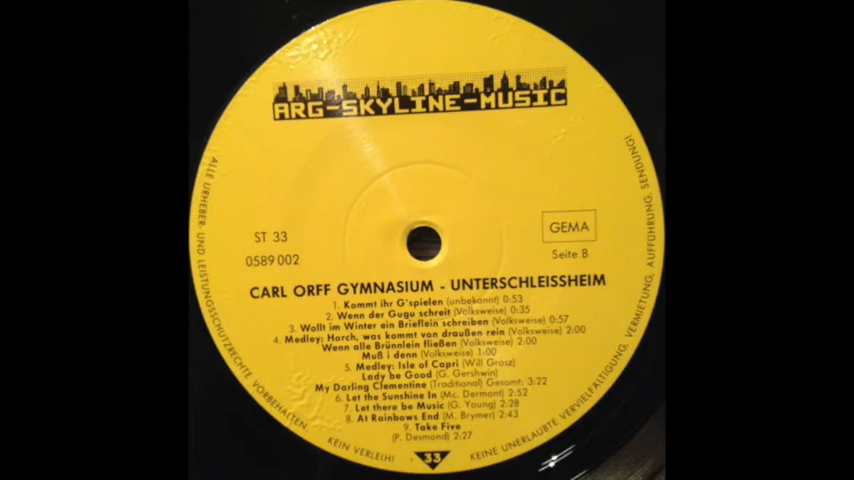 ARG-SKYLINE-MUSIC
ST 33
0589 002
GEMA
Seite B
CARL ORFF GYMNASIUM - UNTERSCHLEISSHEIM
1. Kommt ihr G'spielen (unbekannt) 0:53
2. Wenn der Gugu schreit (Volksweise) 0:35
3. Wollt im Winter ein Brieflein schreiben (Volksweise) 0:57
4. Medley: Horch, was kommt von draußen rein (Volksweise) 2:00
Wenn alle Brünnlein fließen (Volksweise) 2:00
Muß i denn (Volksweise) 1:00
5. Medley: Isle of Capri (Will Grosz)
Lady be Good (G. Gershwin)
My Darling Clementine (Traditional) Gesamt: 3:22
6. Let the Sunshine In (Mc. Dermont) 2:52
7. Let there be Music (G. Young) 2:28
8. At Rainbows End (M. Brymer) 2:43
9. Take Five
(P. Desmond) 2:27
33
ALLE URHEBER- UND LEISTUNGSSCHUTZRECHTE VORBEHALTEN.
KEIN VERLEIH!
KEINE UNERLAUBTE VERVIELFÄLTIGUNG, VERMIETUNG, AUFFÜHRUNG, SENDUNG!